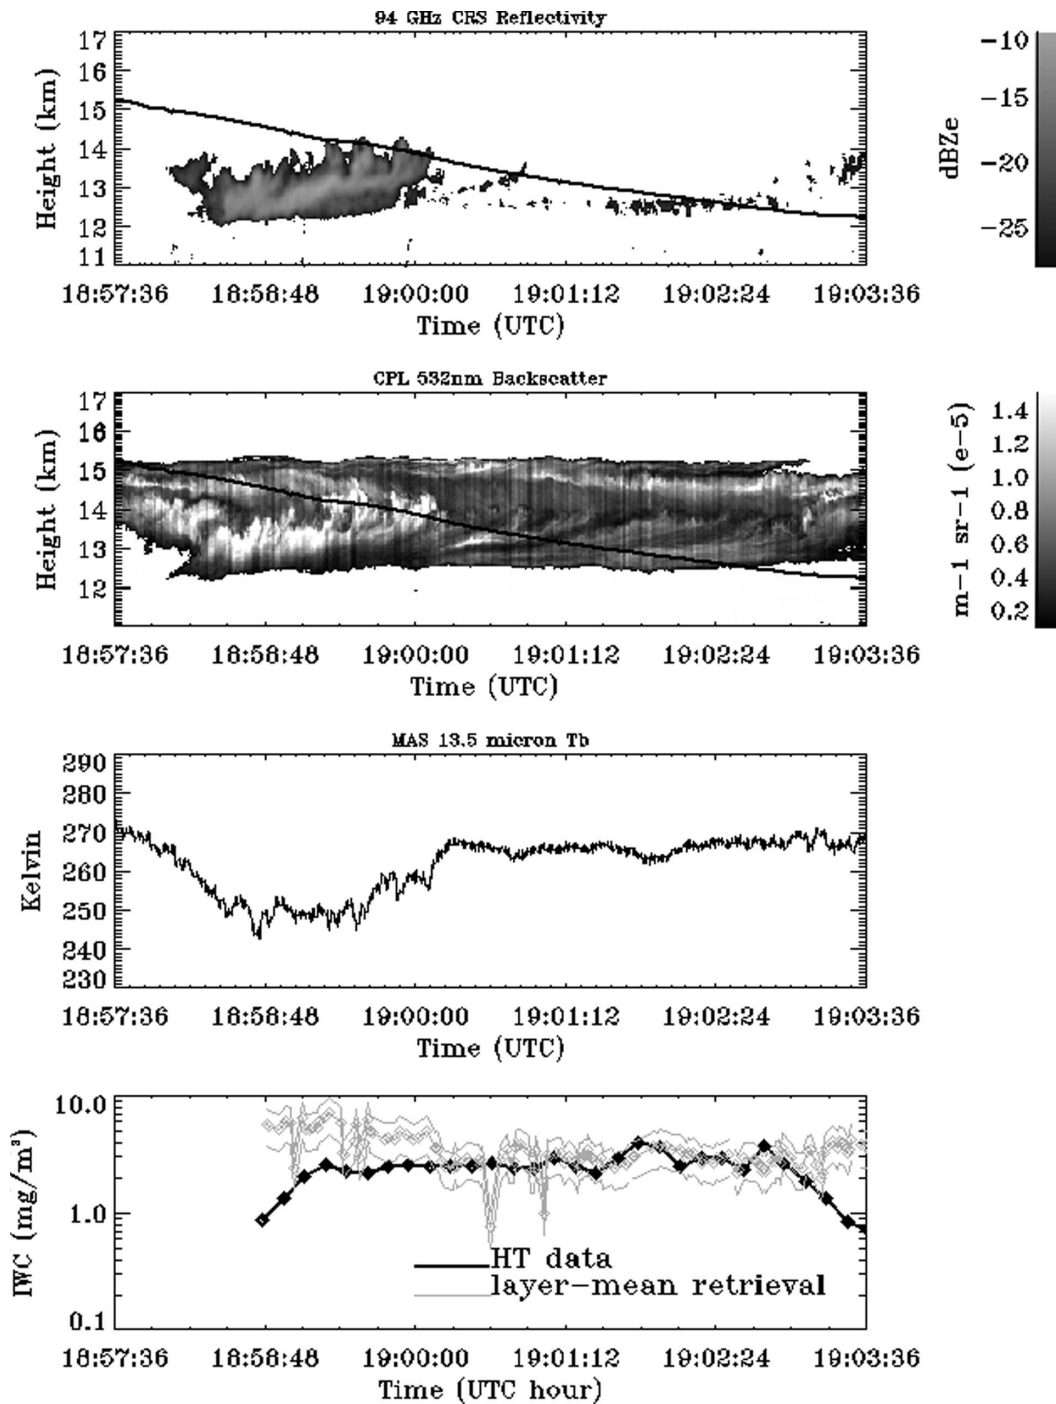 94 GHz CRS Reflectivity
17
16
15
14
13
12
11
Height (km)
18:57:36 18:58:48 19:00:00 19:01:12 19:02:24 19:03:36
Time (UTC)
-10
-15
-20
-25
dBZe
CPL 532nm Backscatter
17
16
15
14
13
12
Height (km)
18:57:36 18:58:48 19:00:00 19:01:12 19:02:24 19:03:36
Time (UTC)
1.4
1.2
1.0
0.8
0.6
0.4
0.2
m-1 sr-1 (e-5)
MAS 13.5 micron Tb
290
280
270
260
250
240
230
Kelvin
18:57:36 18:58:48 19:00:00 19:01:12 19:02:24 19:03:36
Time (UTC)
10.0
1.0
0.1
IWC (mg/m³)
HT data
layer-mean retrieval
18:57:36 18:58:48 19:00:00 19:01:12 19:02:24 19:03:36
Time (UTC hour)